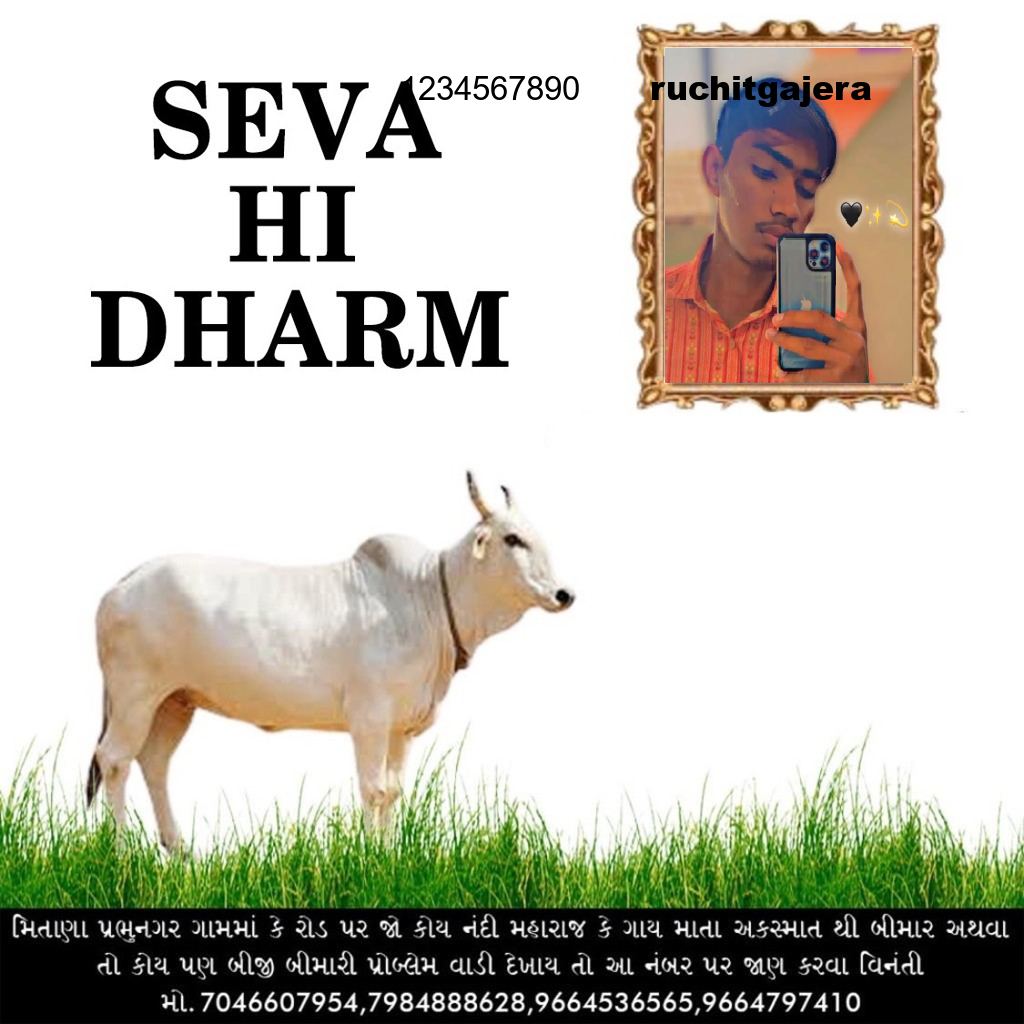 SEVA
1234567890
ruchitgajera
HI
DHARM
મિતાણા પ્રભુનગર ગામમાં કે રોડ પર જો કોય નંદી મહારાજ કે ગાય માતા અકસ્માત થી બીમાર અથવા
તો કોય પણ બીજી બીમારી પ્રોબ્લેમ વાડી દેખાય તો આ નંબર પર જાણ કરવા વિનંતી
મો. 7046607954,7984888628,9664536565,9664797410